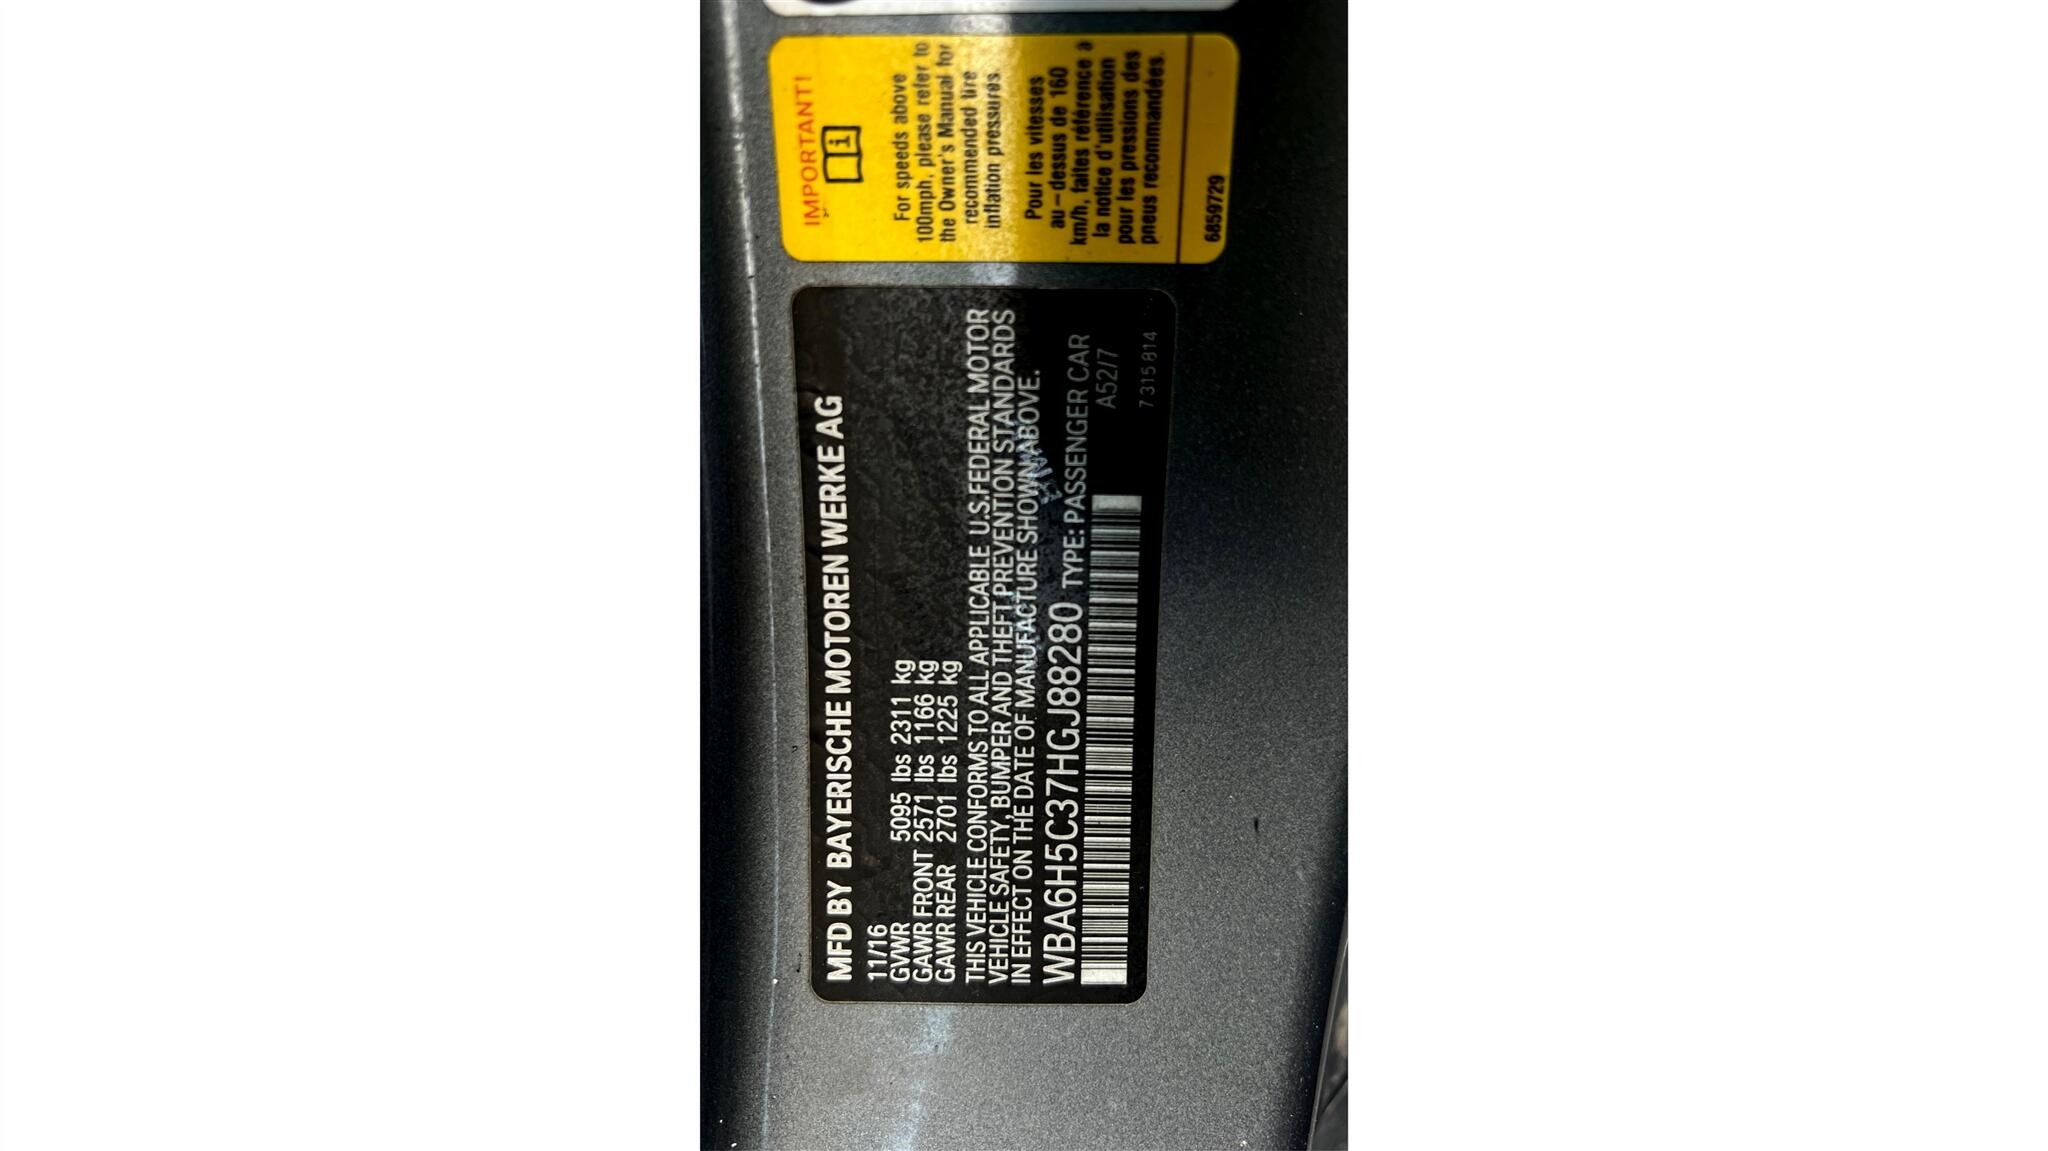 IMPORTANT!
For speeds above
100mph, please refer to
the Owner's Manual for
recommended tire
inflation pressures.
Pour les vitesses
au-dessus de 160
km/h, faites référence a
la notice d'utilisation
pour les pressions des
pneus recommandées.
6859729
MFD BY BAYERISCHE MOTOREN WERKE AG
11/16
GVWR 5095 lbs 2311 kg
GAWR FRONT 2571 lbs 1166 kg
GAWR REAR 2701 lbs 1225 kg
THIS VEHICLE CONFORMS TO ALL APPLICABLE U.S.FEDERAL MOTOR
VEHICLE SAFETY, BUMPER AND THEFT PREVENTION STANDARDS
IN EFFECT ON THE DATE OF MANUFACTURE SHOWN ABOVE.
WBA6H5C37HGJ88280 TYPE: PASSENGER CAR
A52/7
7 315 814